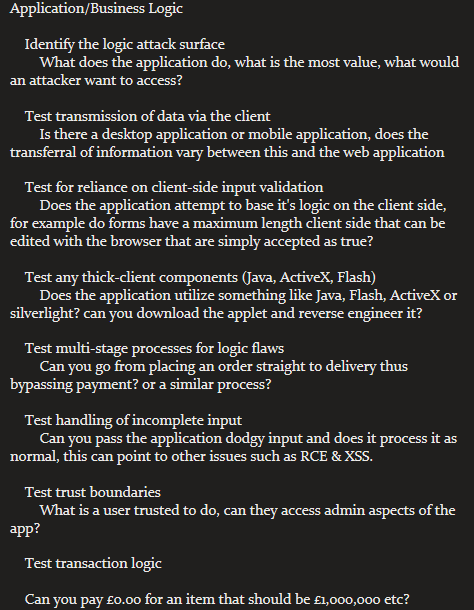 Application/Business Logic
Identify the logic attack surface
What does the application do, what is the most value, what would
an attacker want to access?
Test transmission of data via the client
Is there a desktop application or mobile application, does the
transferral of information vary between this and the web application
Test for reliance on client-side input validation
Does the application attempt to base it's logic on the client side,
for example do forms have a maximum length client side that can be
edited with the browser that are simply accepted as true?
Test any thick-client components (Java, ActiveX, Flash)
Does the application utilize something like Java, Flash, ActiveX or
silverlight? can you download the applet and reverse engineer it?
Test multi-stage processes for logic flaws
Can you go from placing an order straight to delivery thus
bypassing payment? or a similar process?
Test handling of incomplete input
Can you pass the application dodgy input and does it process it as
normal, this can point to other issues such as RCE & XSS.
Test trust boundaries
What is a user trusted to do, can they access admin aspects of the
app?
Test transaction logic
Can you pay £0.00 for an item that should be £1,000,000 etc?